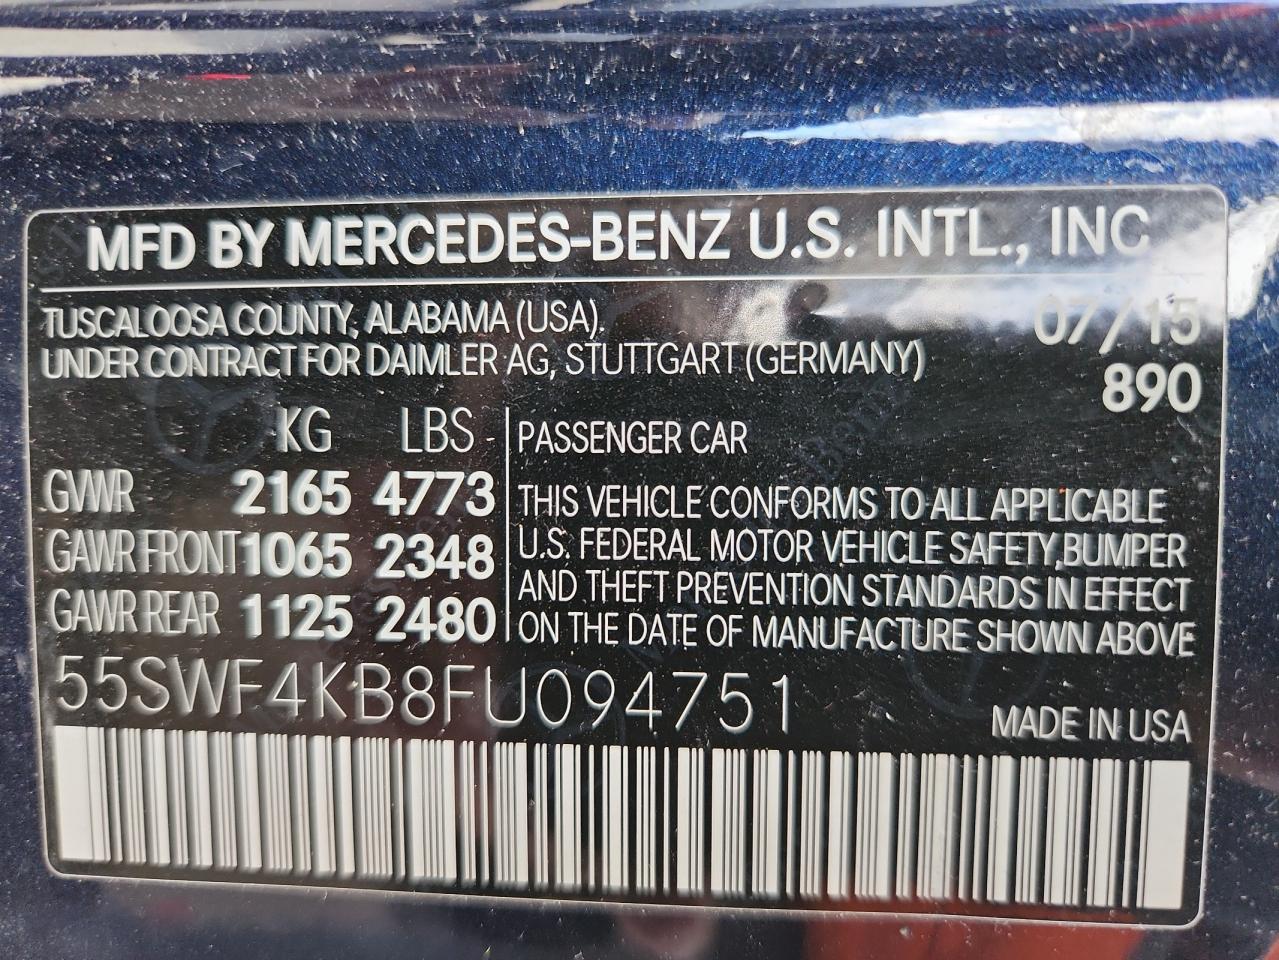 MFD BY MERCEDES-BENZ U.S. INTL., INC
TUSCALOOSA COUNTY, ALABAMA (USA).
07/15
UNDER CONTRACT FOR DAIMLER AG, STUTTGART (GERMANY)
890
KG LBS
PASSENGER CAR
GVWR 2165 4773
GAWR FRONT 1065 2348
GAWR REAR 1125 2480
THIS VEHICLE CONFORMS TO ALL APPLICABLE
U.S. FEDERAL MOTOR VEHICLE SAFETY, BUMPER
AND THEFT PREVENTION STANDARDS IN EFFECT
ON THE DATE OF MANUFACTURE SHOWN ABOVE
55SWF4KB8FU094751
MADE IN USA